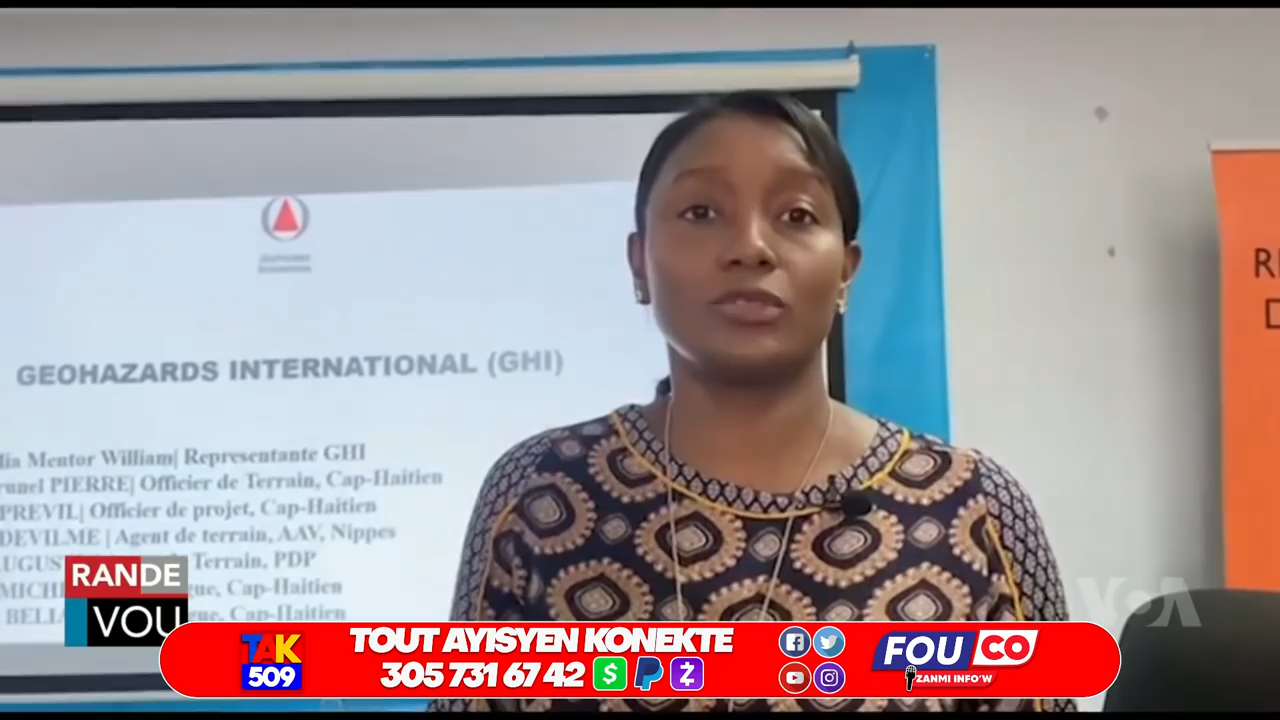 GEOHAZARDS INTERNATIONAL (GHI)
Mentor William| Representante GHI
PIERRE| Officier de Terrain, Cap-Haitien
PREVIL| Officier de projet, Cap-Haitien
DEVILME | Agent de terrain, AAV, Nippes
Terrain, PDP
Cap-Haitien
Cap-Haitien
RANDE
VOU
VOA
TAK
509
TOUT AYISYEN KONEKTE
305 731 67 42
FOUCO
ZANMI INFO'W